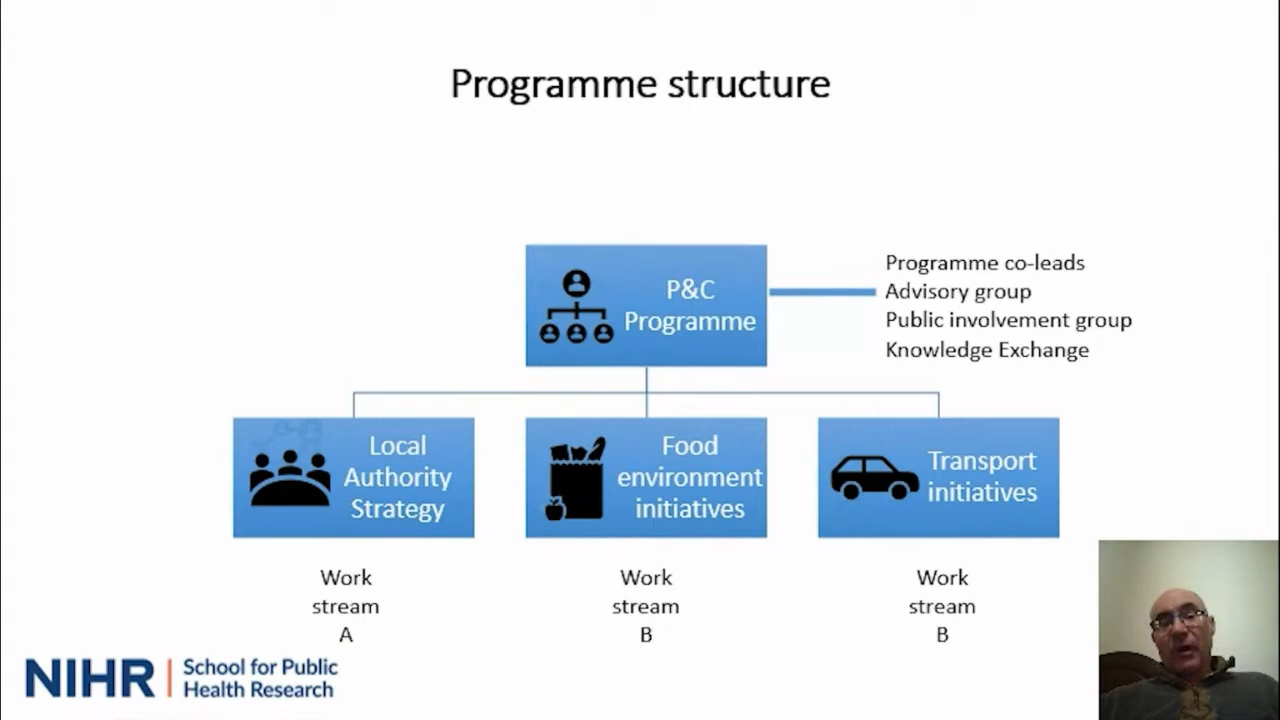 Programme structure
P&C
Programme
Programme co-leads
Advisory group
Public involvement group
Knowledge Exchange
Local
Authority
Strategy
Food
environment
initiatives
Transport
initiatives
Work
stream
A
Work
stream
B
Work
stream
B
NIHR
School for Public
Health Research